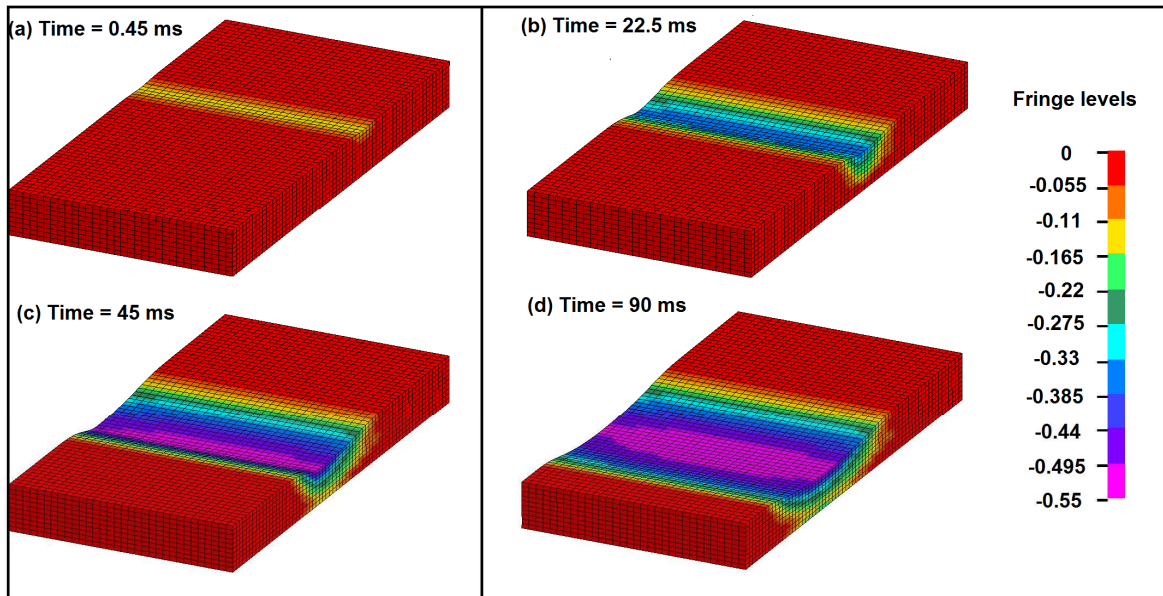 (a) Time = 0.45 ms
(b) Time = 22.5 ms
(c) Time = 45 ms
(d) Time = 90 ms
Fringe levels
0
-0.055
-0.11
-0.165
-0.22
-0.275
-0.33
-0.385
-0.44
-0.495
-0.55